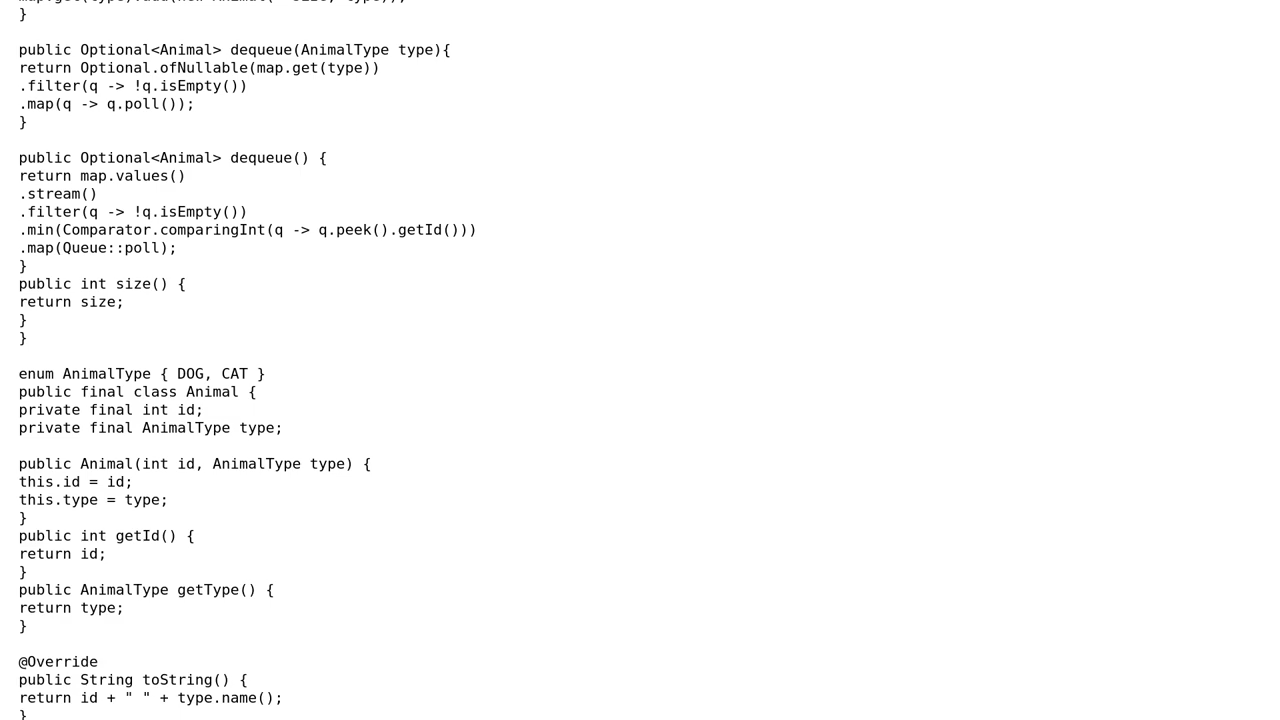 }
public Optional<Animal> dequeue(AnimalType type){
return Optional.ofNullable(map.get(type))
.filter(q -> !q.isEmpty())
.map(q -> q.poll());
}
public Optional<Animal> dequeue() {
return map.values()
.stream()
.filter(q -> !q.isEmpty())
.min(Comparator.comparingInt(q -> q.peek().getId()))
.map(Queue::poll);
}
public int size() {
return size;
}
}
enum AnimalType { DOG, CAT }
public final class Animal {
private final int id;
private final AnimalType type;
public Animal(int id, AnimalType type) {
this.id = id;
this.type = type;
}
public int getId() {
return id;
}
public AnimalType getType() {
return type;
}
@Override
public String toString() {
return id + " " + type.name();
}